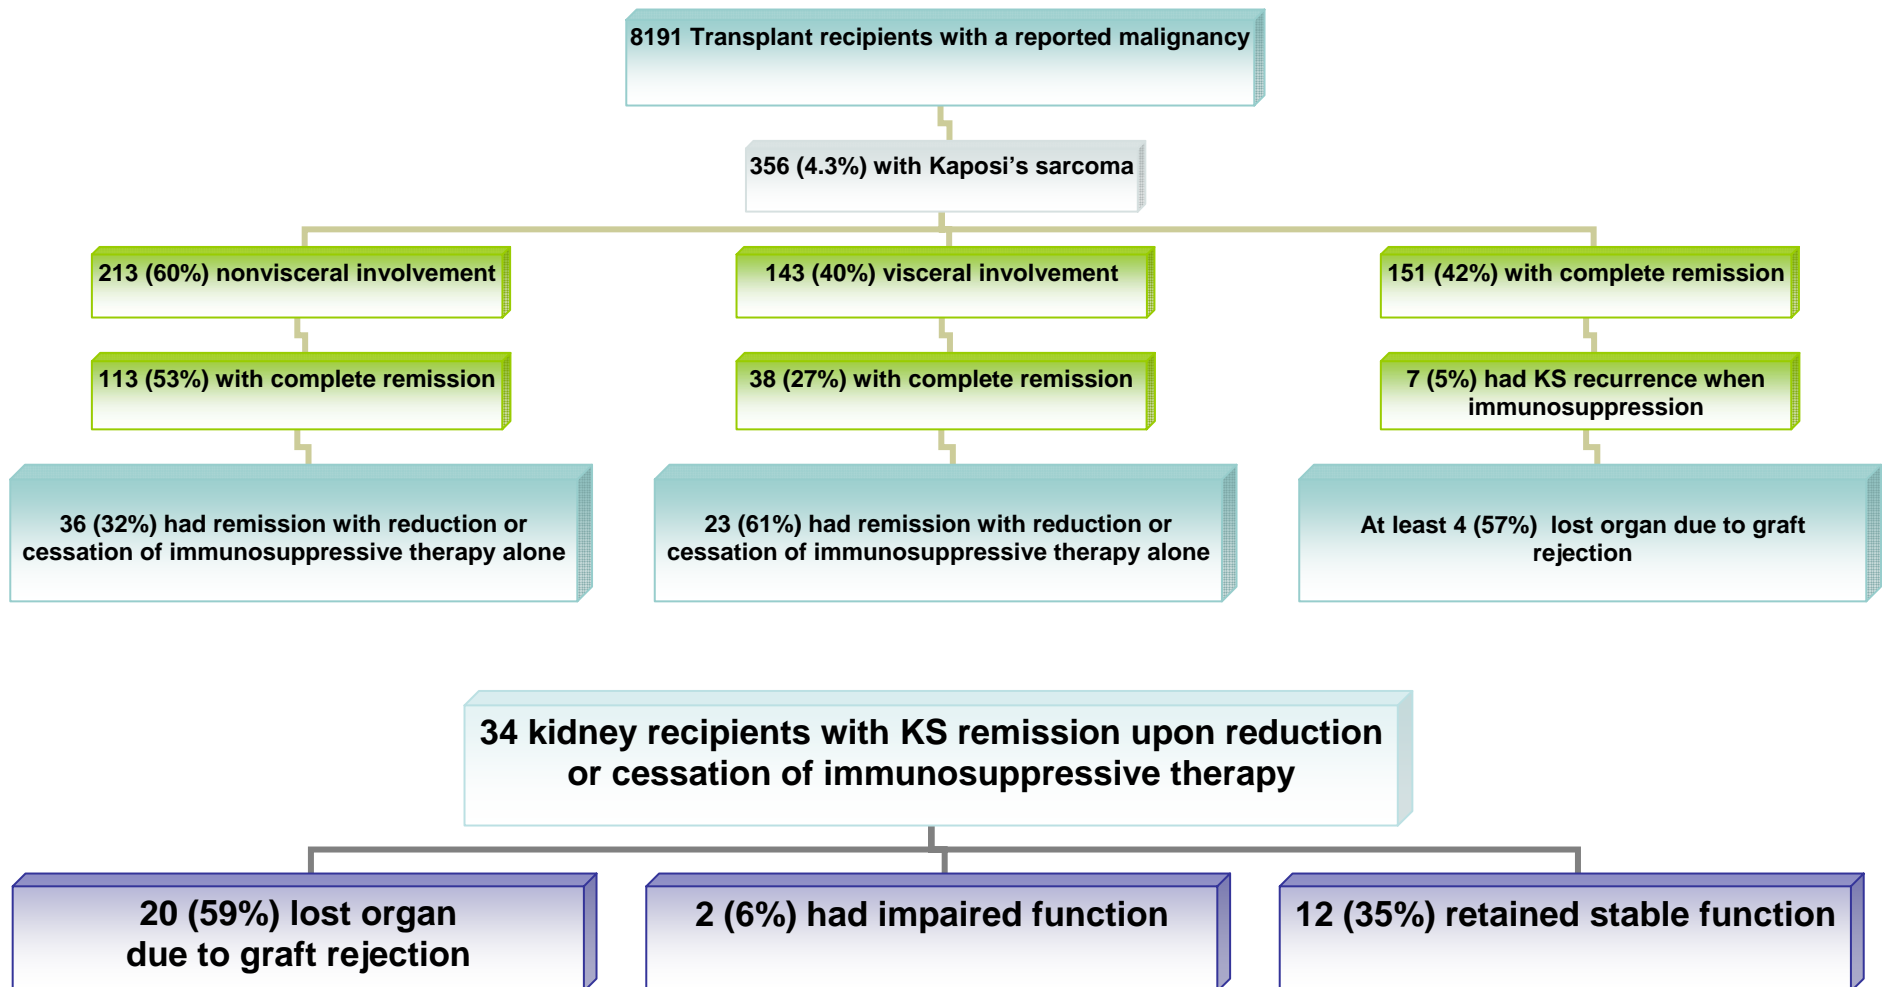 8191 Transplant recipients with a reported malignancy
356 (4.3%) with Kaposi’s sarcoma
213 (60%) nonvisceral involvement
143 (40%) visceral involvement
151 (42%) with complete remission
113 (53%) with complete remission
38 (27%) with complete remission
7 (5%) had KS recurrence when
immunosuppression
36 (32%) had remission with reduction or
cessation of immunosuppressive therapy alone
23 (61%) had remission with reduction or
cessation of immunosuppressive therapy alone
At least 4 (57%) lost organ due to graft
rejection
34 kidney recipients with KS remission upon reduction
or cessation of immunosuppressive therapy
20 (59%) lost organ
due to graft rejection
2 (6%) had impaired function
12 (35%) retained stable function